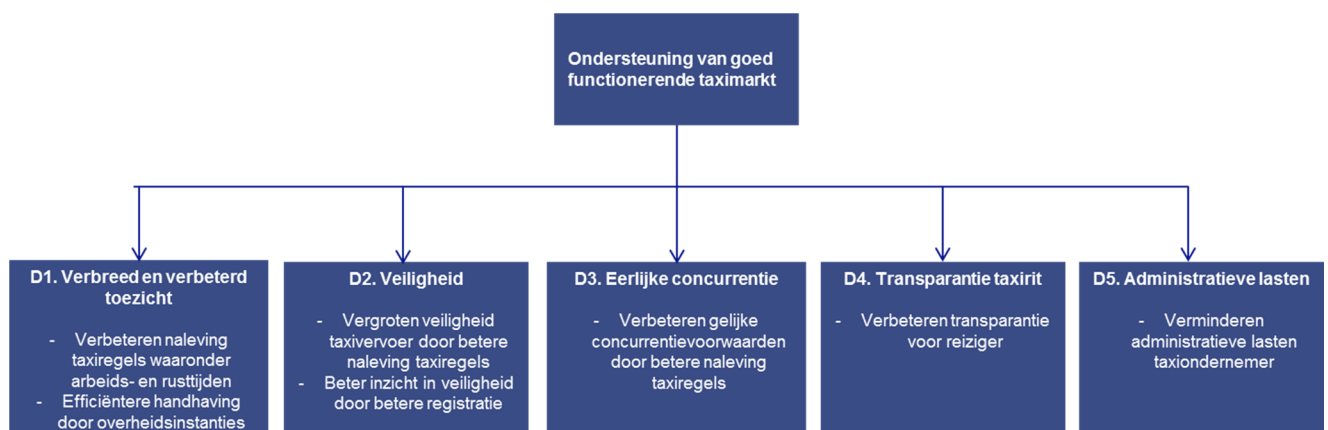 Ondersteuning van goed
functionerende taximarkt
D1. Verbreed en verbeterd
toezicht
- Verbeteren naleving
taxiregels waaronder
arbeids- en rusttijden
- Efficiëntere handhaving
door overheidsinstanties
D2. Veiligheid
- Vergroten veiligheid
taxivervoer door betere
naleving taxiregels
- Beter inzicht in veiligheid
door betere registratie
D3. Eerlijke concurrentie
- Verbeteren gelijke
concurrentievoorwaarden
door betere naleving
taxiregels
D4. Transparantie taxirit
- Verbeteren transparantie
voor reiziger
D5. Administratieve lasten
- Verminderen
administratieve lasten
taxiondernemer